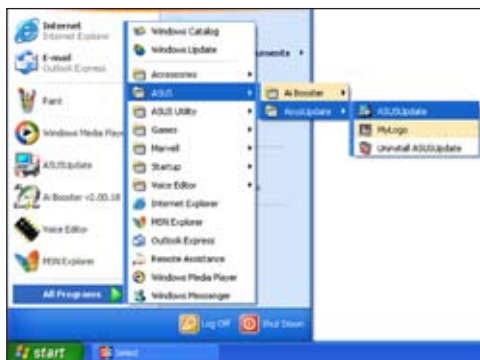 Internet
Internet Explorer
E-mail
Outlook Express
Paint
Windows Media Player
ASUSUpdate
Ai Booster v2.00.18
Voice Editor
MSN Explorer
All Programs
Windows Catalog
Windows Update
Accessories
ASUS
ASUS Utility
Games
Marvell
Startup
Voice Editor
Internet Explorer
MSN Explorer
Outlook Express
Remote Assistance
Windows Media Player
Windows Messenger
Ai Booster
AsusUpdate
ASUSUpdate
MyLogo
Uninstall ASUSUpdate
Log Off
Shut Down
start